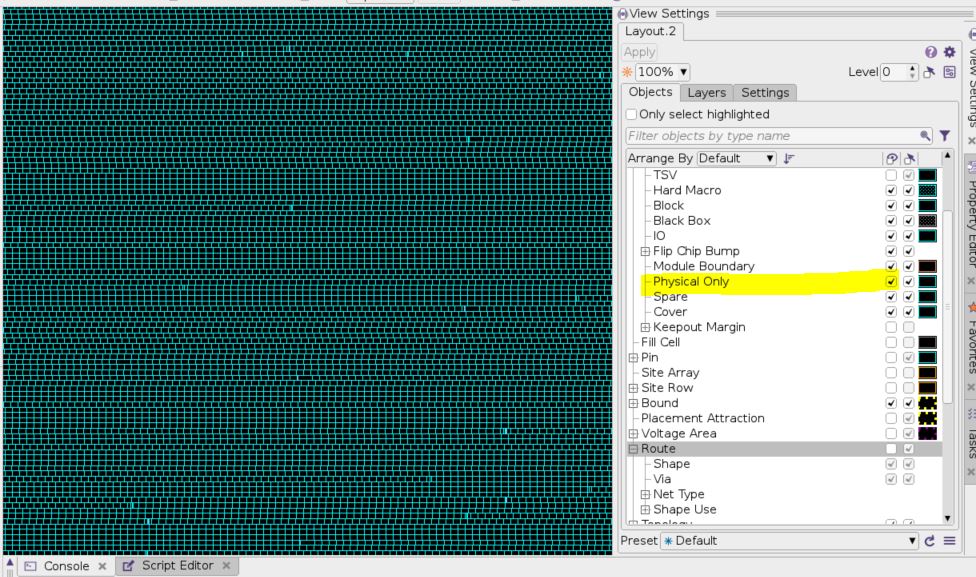 View Settings
Layout.2
Apply
100%
Level 0
Objects Layers Settings
Only select highlighted
Filter objects by type name
Arrange By Default
TSV
Hard Macro
Block
Black Box
IO
Flip Chip Bump
Module Boundary
Physical Only
Spare
Cover
Keepout Margin
Fill Cell
Pin
Site Array
Site Row
Bound
Placement Attraction
Voltage Area
Route
Shape
Via
Net Type
Shape Use
Topology
Preset Default
View Settings
Property Editor
Favorites
Tasks
Console
Script Editor